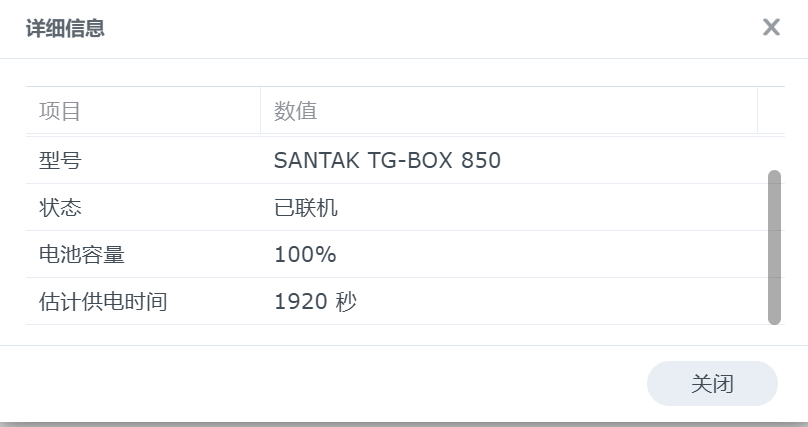 详细信息
项目 数值
型号 SANTAK TG-BOX 850
状态 已联机
电池容量 100%
估计供电时间 1920 秒
关闭